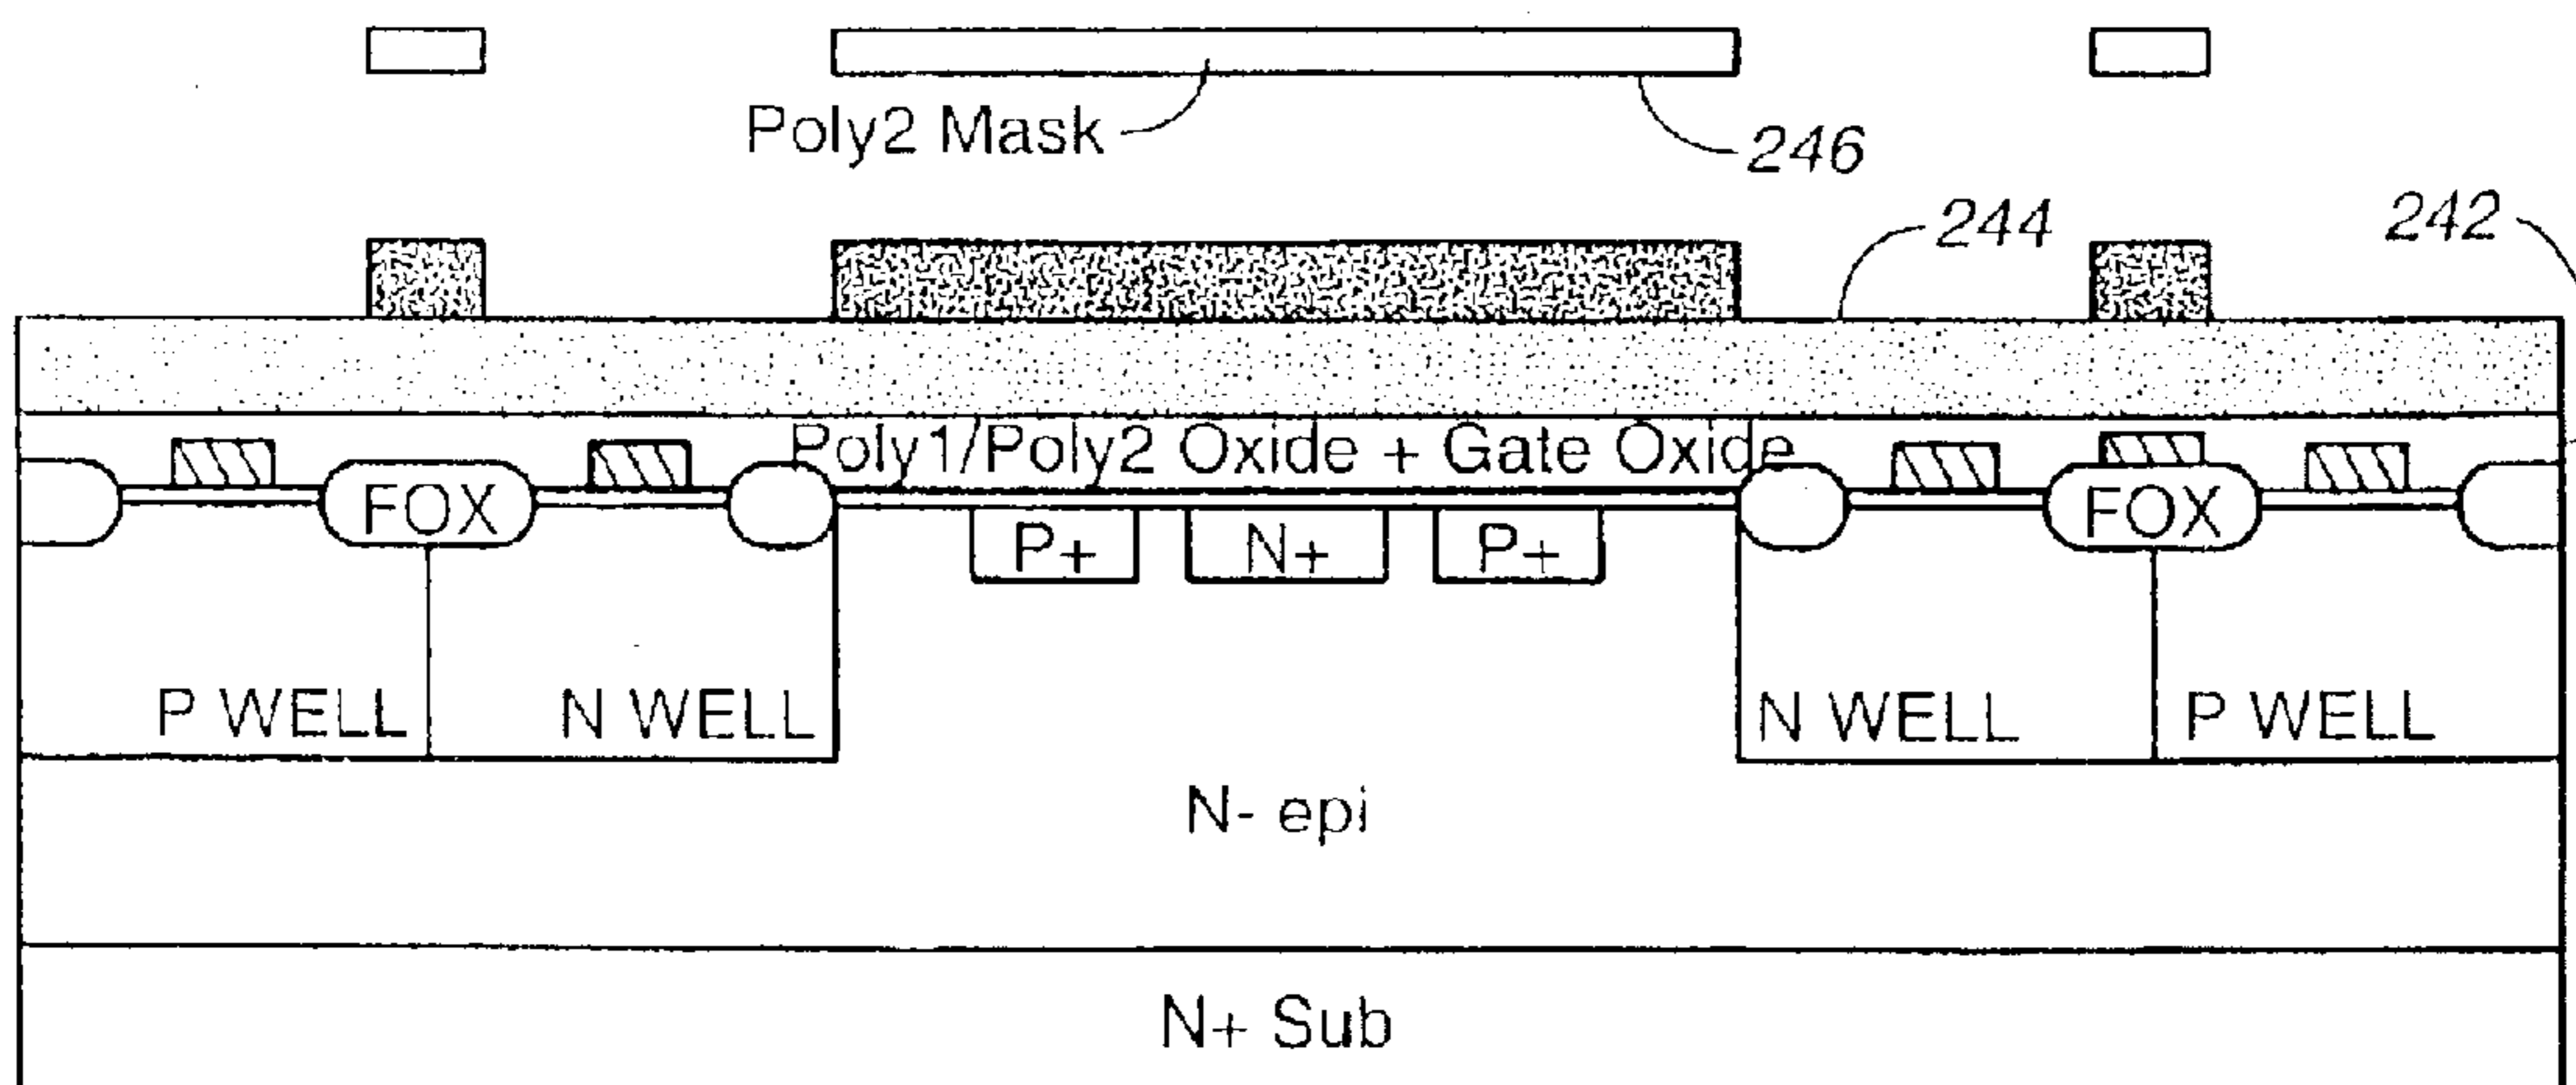 Poly2 Mask
246
244
242
Poly1/Poly2 Oxide + Gate Oxide
FOX
FOX
P+
N+
P+
P WELL
N WELL
N WELL
P WELL
N- epi
N+ Sub